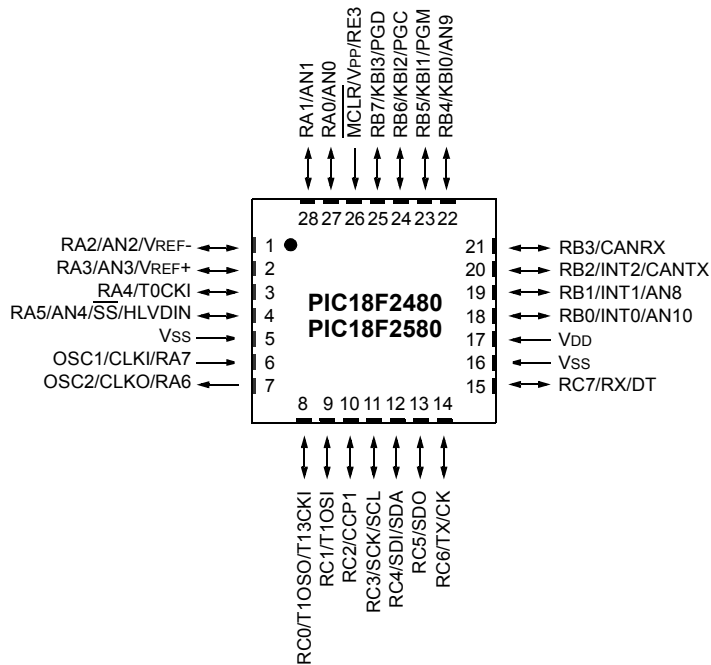 RA1/AN1
RA0/AN0
MCLR/VPP/RE3
RB7/KBI3/PGD
RB6/KBI2/PGC
RB5/KBI1/PGM
RB4/KBI0/AN9
28 27 26 25 24 23 22
RA2/AN2/VREF- 1
RA3/AN3/VREF+ 2
RA4/T0CKI 3
RA5/AN4/SS/HLVDIN 4
VSS 5
OSC1/CLKI/RA7 6
OSC2/CLKO/RA6 7
PIC18F2480
PIC18F2580
21 RB3/CANRX
20 RB2/INT2/CANTX
19 RB1/INT1/AN8
18 RB0/INT0/AN10
17 VDD
16 VSS
15 RC7/RX/DT
8 9 10 11 12 13 14
RC0/T1OSO/T13CKI
RC1/T1OSI
RC2/CCP1
RC3/SCK/SCL
RC4/SDI/SDA
RC5/SDO
RC6/TX/CK